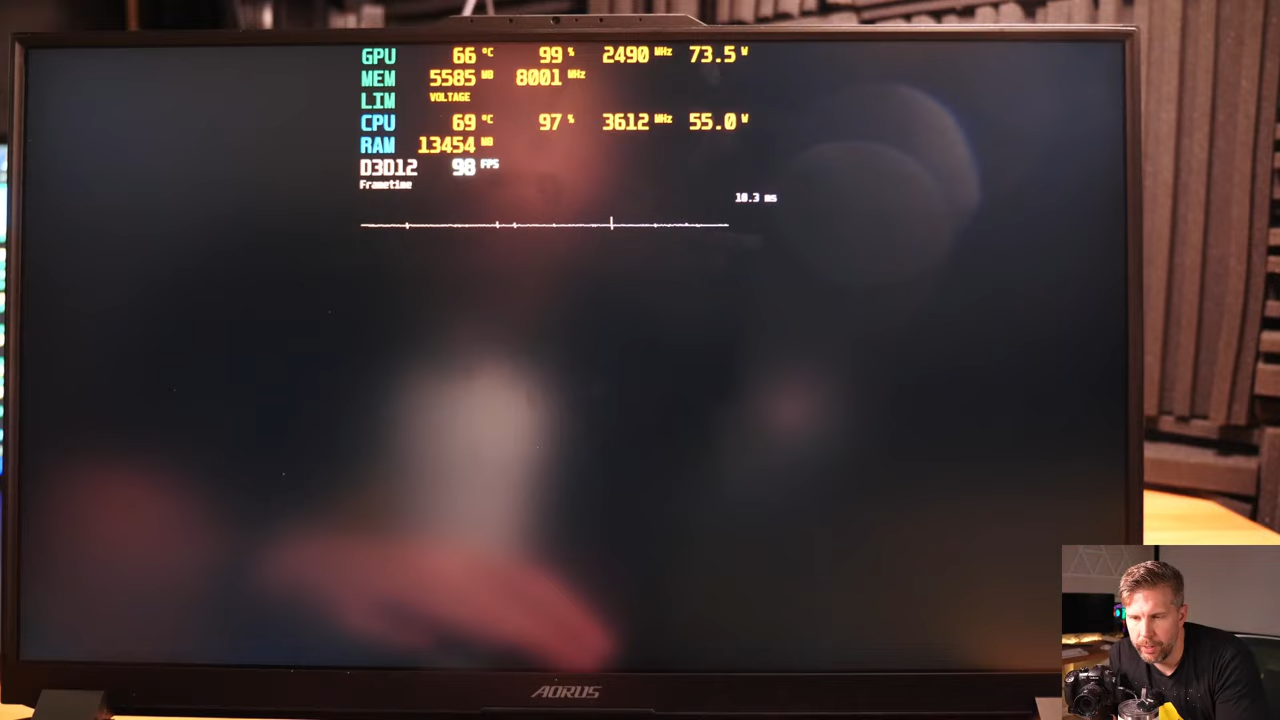 GPU 66 °C 99 % 2490 MHz 73.5 W
MEM 5585 MB 8001 MHz
LIM VOLTAGE
CPU 69 °C 97 % 3612 MHz 55.0 W
RAM 13454 MB
D3D12 98 FPS
Frametime
10.3 ms
AORUS